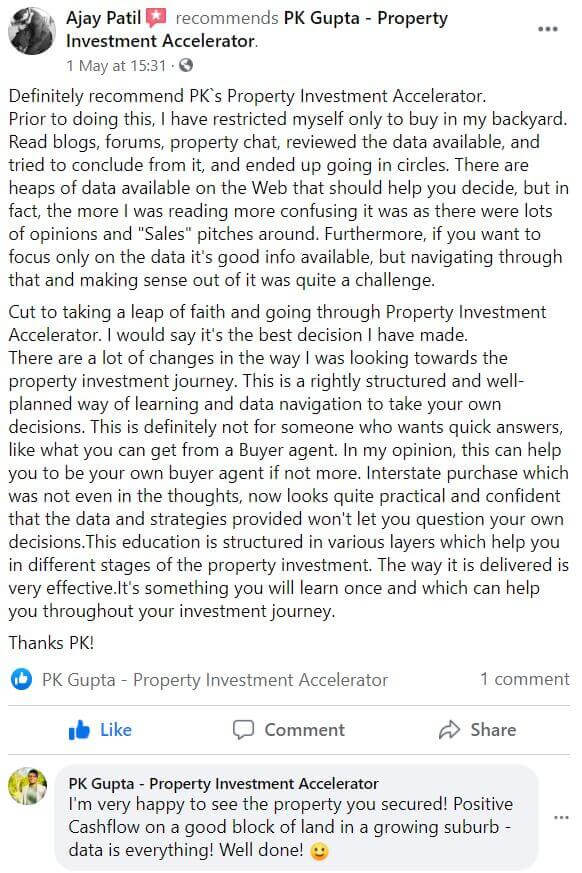 Ajay Patil recommends PK Gupta - Property
Investment Accelerator.
1 May at 15:31 ·
Definitely recommend PK`s Property Investment Accelerator.
Prior to doing this, I have restricted myself only to buy in my backyard.
Read blogs, forums, property chat, reviewed the data available, and
tried to conclude from it, and ended up going in circles. There are
heaps of data available on the Web that should help you decide, but in
fact, the more I was reading more confusing it was as there were lots
of opinions and "Sales" pitches around. Furthermore, if you want to
focus only on the data it's good info available, but navigating through
that and making sense out of it was quite a challenge.
Cut to taking a leap of faith and going through Property Investment
Accelerator. I would say it's the best decision I have made.
There are a lot of changes in the way I was looking towards the
property investment journey. This is a rightly structured and well-
planned way of learning and data navigation to take your own
decisions. This is definitely not for someone who wants quick answers,
like what you can get from a Buyer agent. In my opinion, this can help
you to be your own buyer agent if not more. Interstate purchase which
was not even in the thoughts, now looks quite practical and confident
that the data and strategies provided won't let you question your own
decisions.This education is structured in various layers which help you
in different stages of the property investment. The way it is delivered is
very effective.It's something you will learn once and which can help
you throughout your investment journey.
Thanks PK!
PK Gupta - Property Investment Accelerator 1 comment
Like Comment Share
PK Gupta - Property Investment Accelerator
I'm very happy to see the property you secured! Positive
Cashflow on a good block of land in a growing suburb -
data is everything! Well done! 🙂